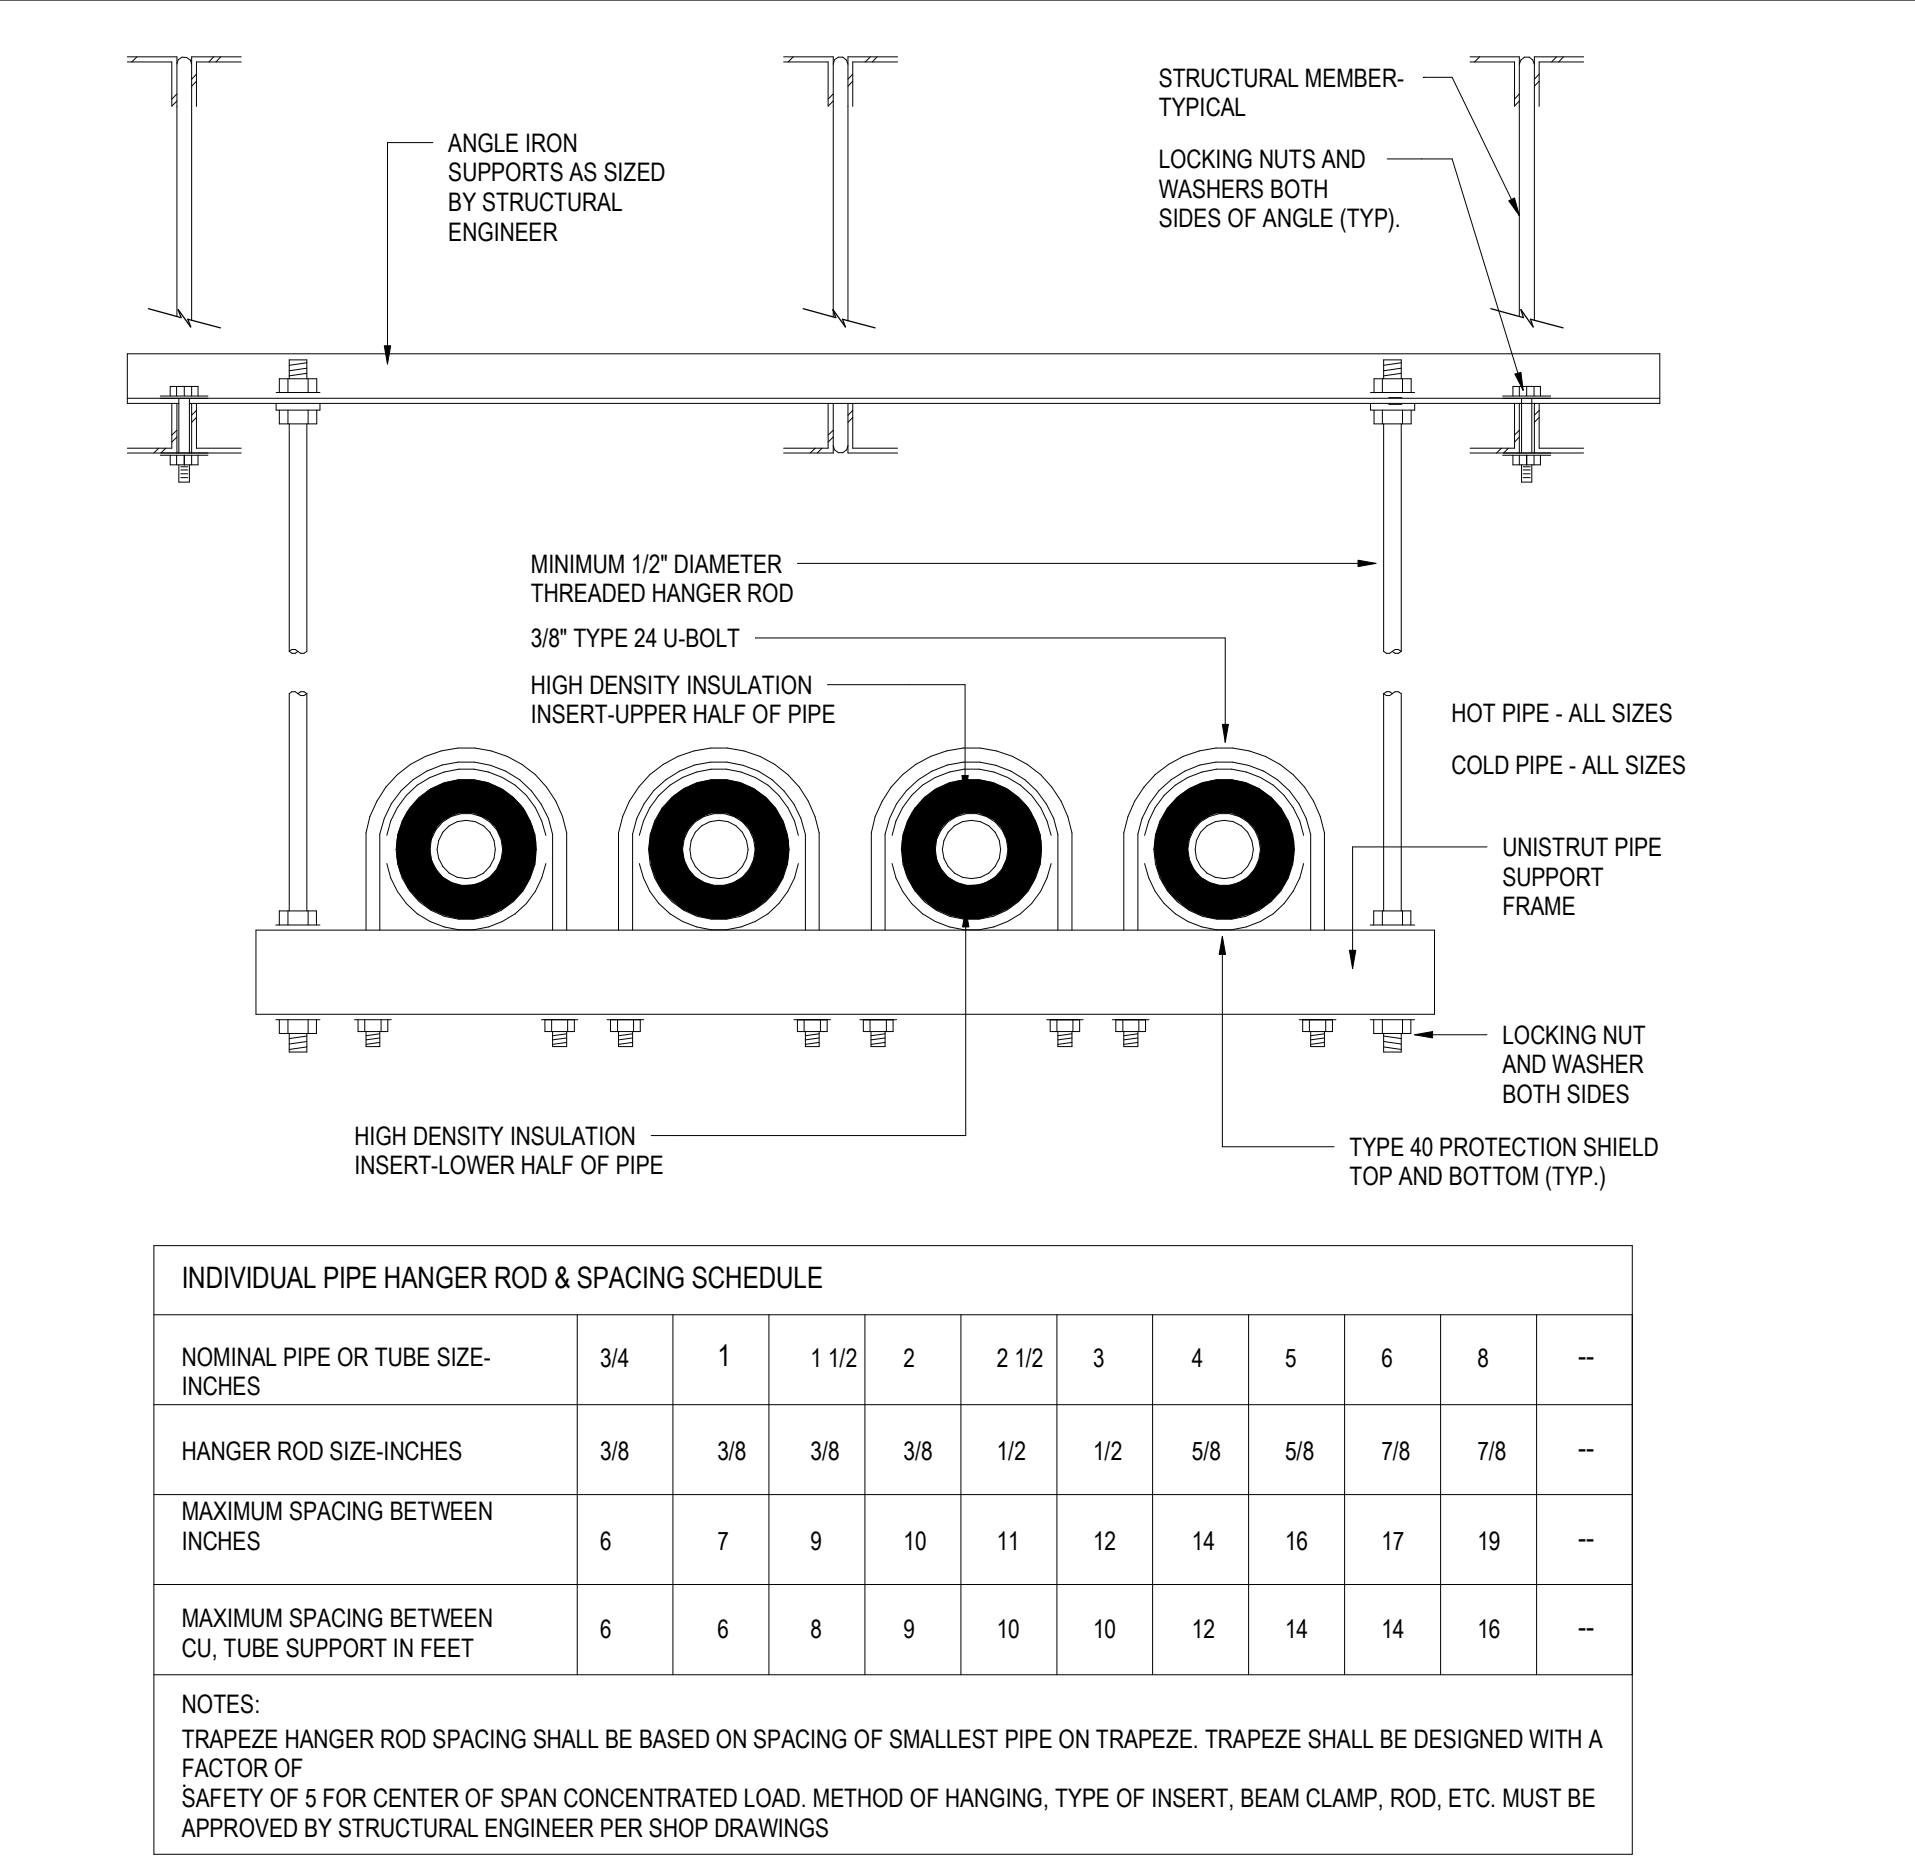 STRUCTURAL MEMBER-
TYPICAL
ANGLE IRON
SUPPORTS AS SIZED
BY STRUCTURAL
ENGINEER
LOCKING NUTS AND
WASHERS BOTH
SIDES OF ANGLE (TYP).
MINIMUM 1/2" DIAMETER
THREADED HANGER ROD
3/8" TYPE 24 U-BOLT
HIGH DENSITY INSULATION
INSERT-UPPER HALF OF PIPE
HOT PIPE - ALL SIZES
COLD PIPE - ALL SIZES
UNISTRUT PIPE
SUPPORT
FRAME
LOCKING NUT
AND WASHER
BOTH SIDES
HIGH DENSITY INSULATION
INSERT-LOWER HALF OF PIPE
TYPE 40 PROTECTION SHIELD
TOP AND BOTTOM (TYP.)
INDIVIDUAL PIPE HANGER ROD & SPACING SCHEDULE
NOMINAL PIPE OR TUBE SIZE-
INCHES
3/4 1 1 1/2 2 2 1/2 3 4 5 6 8 --
HANGER ROD SIZE-INCHES 3/8 3/8 3/8 3/8 1/2 1/2 5/8 5/8 7/8 7/8 --
MAXIMUM SPACING BETWEEN
INCHES 6 7 9 10 11 12 14 16 17 19 --
MAXIMUM SPACING BETWEEN
CU, TUBE SUPPORT IN FEET
6 6 8 9 10 10 12 14 14 16 --
NOTES:
TRAPEZE HANGER ROD SPACING SHALL BE BASED ON SPACING OF SMALLEST PIPE ON TRAPEZE. TRAPEZE SHALL BE DESIGNED WITH A
FACTOR OF
.
SAFETY OF 5 FOR CENTER OF SPAN CONCENTRATED LOAD. METHOD OF HANGING, TYPE OF INSERT, BEAM CLAMP, ROD, ETC. MUST BE
APPROVED BY STRUCTURAL ENGINEER PER SHOP DRAWINGS